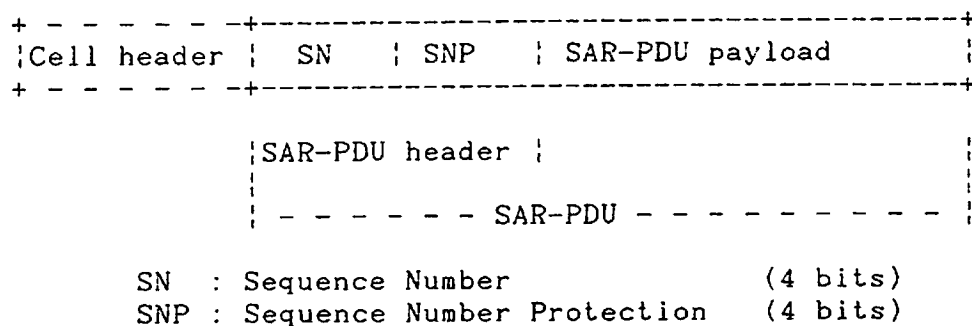 Cell header SN SNP SAR-PDU payload
SAR-PDU header
SAR-PDU
SN : Sequence Number (4 bits)
SNP : Sequence Number Protection (4 bits)